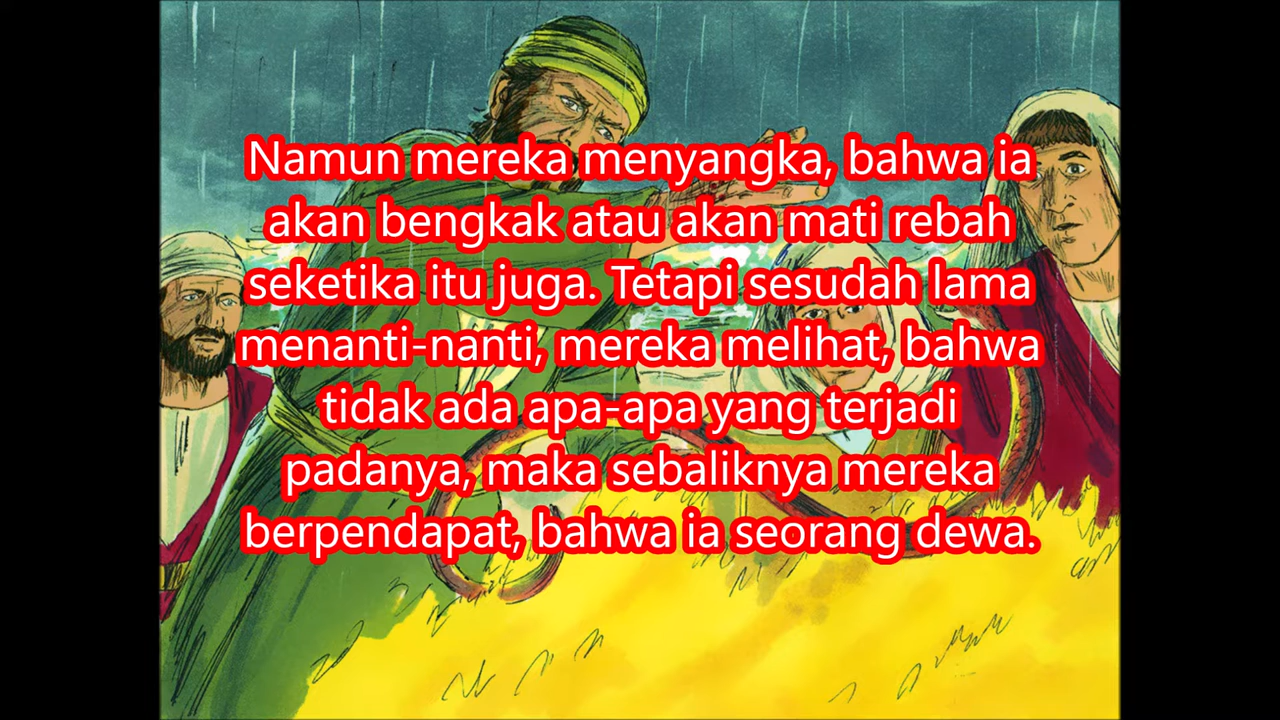 Namun mereka menyangka, bahwa ia
akan bengkak atau akan mati rebah
seketika itu juga. Tetapi sesudah lama
menanti-nanti, mereka melihat, bahwa
tidak ada apa-apa yang terjadi
padanya, maka sebaliknya mereka
berpendapat, bahwa ia seorang dewa.